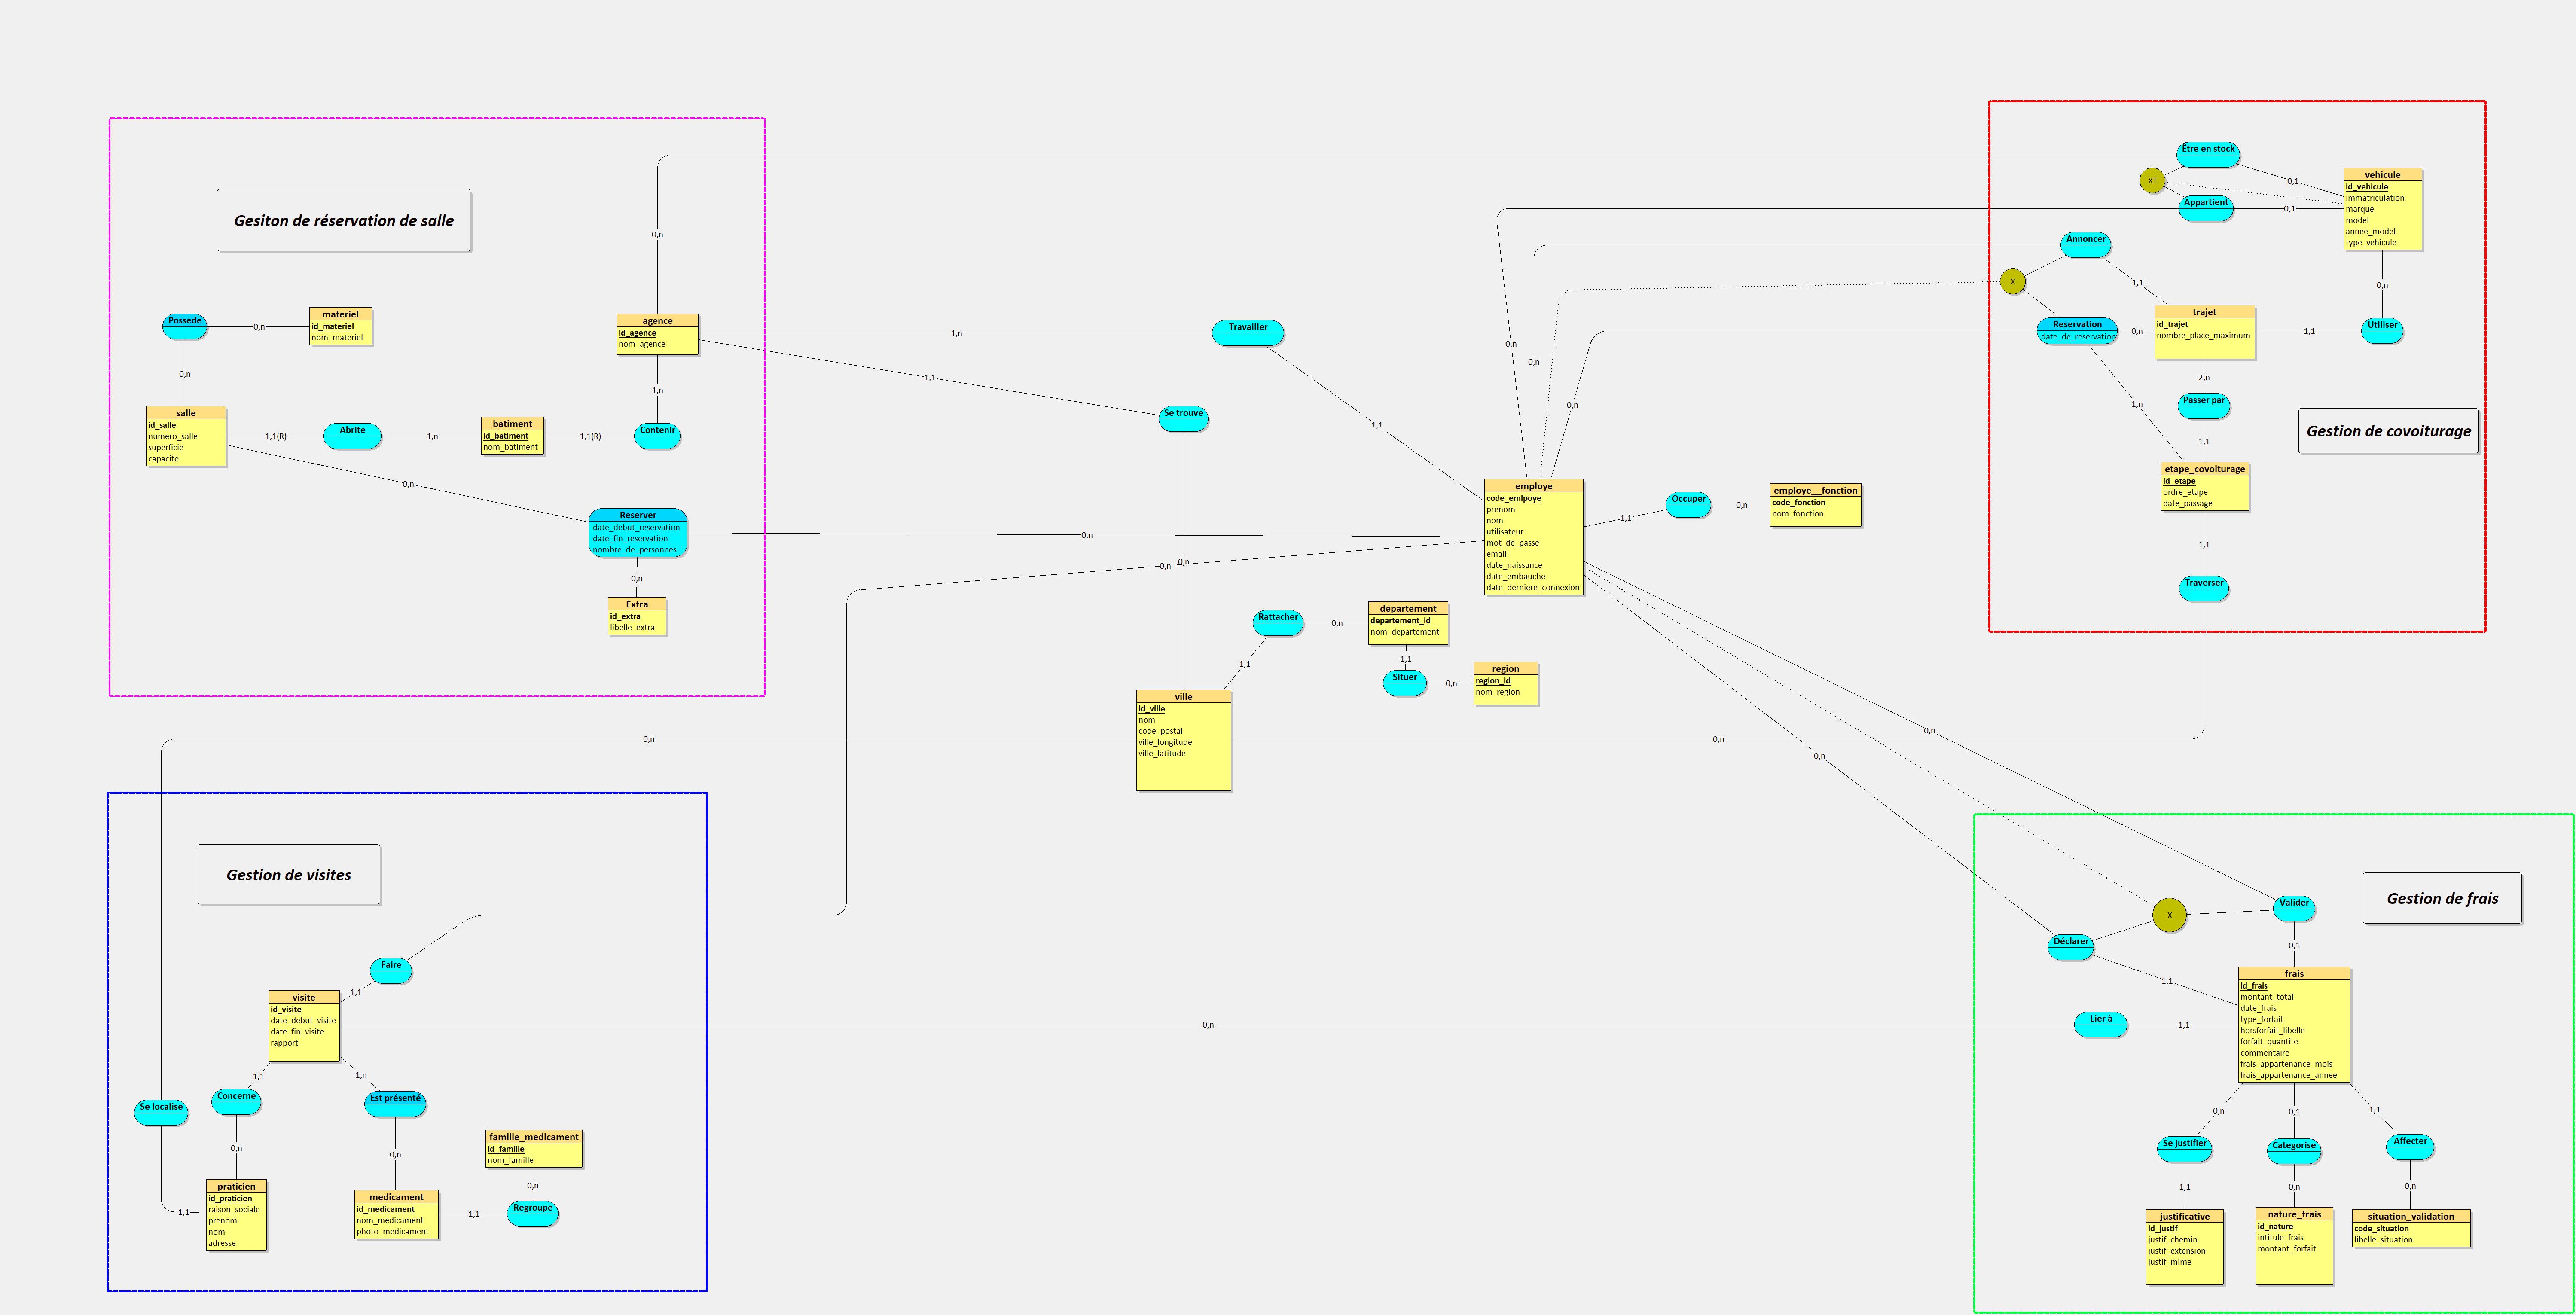 Gesiton de réservation de salle
Possede
0,n
materiel
id_materiel
nom_materiel
0,n
salle
id_salle
numero_salle
superficie
capacite
1,1(R)
Abrite
1,n
batiment
id_batiment
nom_batiment
1,1(R)
Contenir
1,n
agence
id_agence
nom_agence
0,n
0,n
Reserver
date_debut_reservation
date_fin_reservation
nombre_de_personnes
0,n
Extra
id_extra
libelle_extra
0,n
1,n
Travailler
1,1
1,1
Se trouve
0,n
0,n
employe
code_emlpoye
prenom
nom
utilisateur
mot_de_passe
email
date_naissance
date_embauche
date_derniere_connexion
1,1
Occuper
0,n
employe__fonction
code_fonction
nom_fonction
0,n
0,n
0,n
Rattacher
0,n
departement
departement_id
nom_departement
1,1
1,1
Situer
0,n
region
region_id
nom_region
ville
id_ville
nom
code_postal
ville_longitude
ville_latitude
0,n
0,n
0,n
0,n
Être en stock
XT
0,1
Appartient
0,1
vehicule
id_vehicule
immatriculation
marque
model
annee_model
type_vehicule
Annoncer
X
1,1
0,n
trajet
id_trajet
nombre_place_maximum
Reservation
date_de_reservation
0,n
1,1
Utiliser
2,n
Passer par
1,n
1,1
Gestion de covoiturage
etape_covoiturage
id_etape
ordre_etape
date_passage
1,1
Traverser
Gestion de visites
Faire
1,1
visite
id_visite
date_debut_visite
date_fin_visite
rapport
0,n
1,1
1,n
Se localise
Concerne
Est présenté
0,n
0,n
famille_medicament
id_famille
nom_famille
0,n
Regroupe
1,1
praticien
id_praticien
raison_sociale
prenom
nom
adresse
1,1
medicament
id_medicament
nom_medicament
photo_medicament
Gestion de frais
X
Valider
Déclarer
0,1
1,1
frais
id_frais
montant_total
date_frais
type_forfait
horsforfait_libelle
forfait_quantite
commentaire
frais_appartenance_mois
frais_appartenance_annee
Lier à
1,1
0,n
0,1
1,1
Se justifier
Categorise
Affecter
1,1
0,n
0,n
justificative
id_justif
justif_chemin
justif_extension
justif_mime
nature_frais
id_nature
intitule_frais
montant_forfait
situation_validation
code_situation
libelle_situation